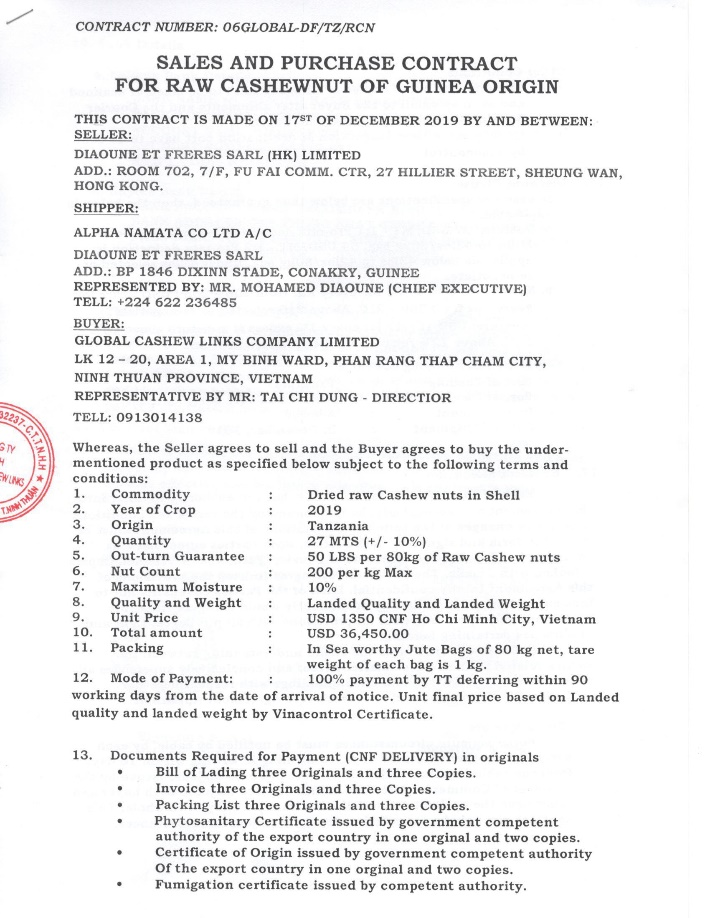 CONTRACT NUMBER: 06GLOBAL-DF/TZ/RCN
SALES AND PURCHASE CONTRACT
FOR RAW CASHEWNUT OF GUINEA ORIGIN
THIS CONTRACT IS MADE ON 17ST OF DECEMBER 2019 BY AND BETWEEN:
SELLER:
DIAOUNE ET FRERES SARL (HK) LIMITED
ADD.: ROOM 702, 7/F, FU FAI COMM. CTR, 27 HILLIER STREET, SHEUNG WAN,
HONG KONG.
SHIPPER:
ALPHA NAMATA CO LTD A/C
DIAOUNE ET FRERES SARL
ADD.: BP 1846 DIXINN STADE, CONAKRY, GUINEE
REPRESENTED BY: MR. MOHAMED DIAOUNE (CHIEF EXECUTIVE)
TELL: +224 622 236485
BUYER:
GLOBAL CASHEW LINKS COMPANY LIMITED
LK 12 – 20, AREA 1, MY BINH WARD, PHAN RANG THAP CHAM CITY,
NINH THUAN PROVINCE, VIETNAM
REPRESENTATIVE BY MR: TAI CHI DUNG - DIRECTIOR
TELL: 0913014138
32237-C.T.T.N.H.H
G TY
H
EW LINKS
T.NINH THUẬN
Whereas, the Seller agrees to sell and the Buyer agrees to buy the under-
mentioned product as specified below subject to the following terms and
conditions:
1. Commodity : Dried raw Cashew nuts in Shell
2. Year of Crop : 2019
3. Origin : Tanzania
4. Quantity : 27 MTS (+/- 10%)
5. Out-turn Guarantee : 50 LBS per 80kg of Raw Cashew nuts
6. Nut Count : 200 per kg Max
7. Maximum Moisture : 10%
8. Quality and Weight : Landed Quality and Landed Weight
9. Unit Price : USD 1350 CNF Ho Chi Minh City, Vietnam
10. Total amount : USD 36,450.00
11. Packing : In Sea worthy Jute Bags of 80 kg net, tare
weight of each bag is 1 kg.
12. Mode of Payment: : 100% payment by TT deferring within 90
working days from the date of arrival of notice. Unit final price based on Landed
quality and landed weight by Vinacontrol Certificate.
13. Documents Required for Payment (CNF DELIVERY) in originals
• Bill of Lading three Originals and three Copies.
• Invoice three Originals and three Copies.
• Packing List three Originals and three Copies.
• Phytosanitary Certificate issued by government competent
authority of the export country in one orginal and two copies.
• Certificate of Origin issued by government competent authority
Of the export country in one orginal and two copies.
• Fumigation certificate issued by competent authority.